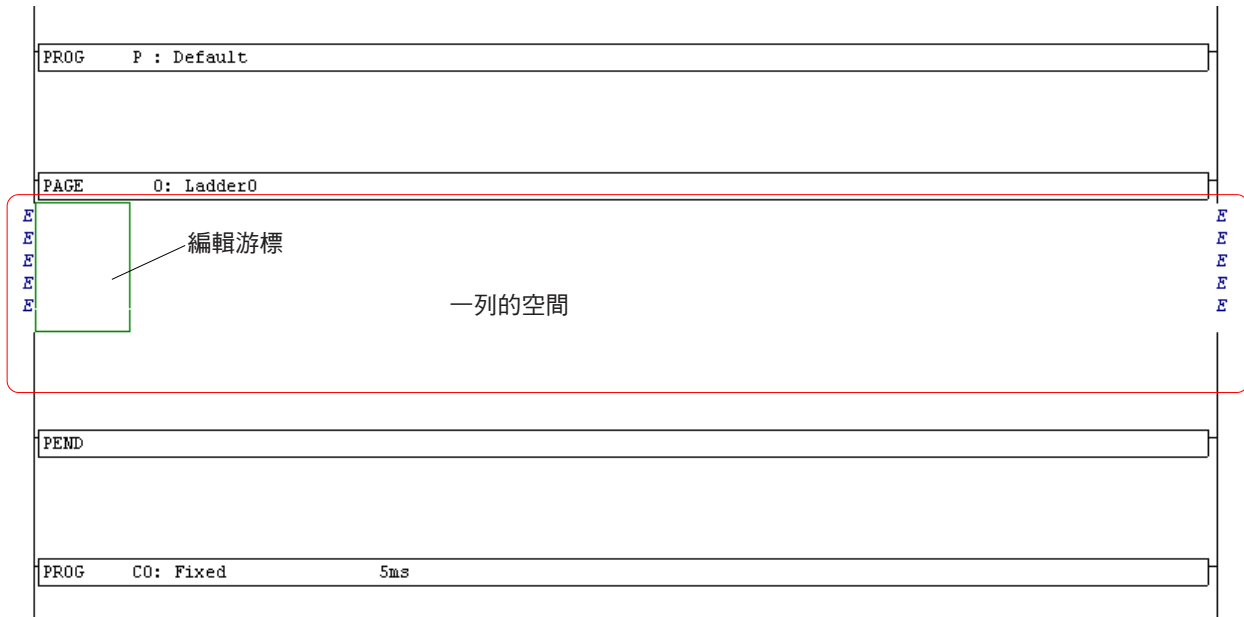 PROG P : Default
PAGE 0: Ladder0
E E
E 編輯游標 E
E E
E E
E 一列的空間 E
PEND
PROG C0: Fixed 5ms